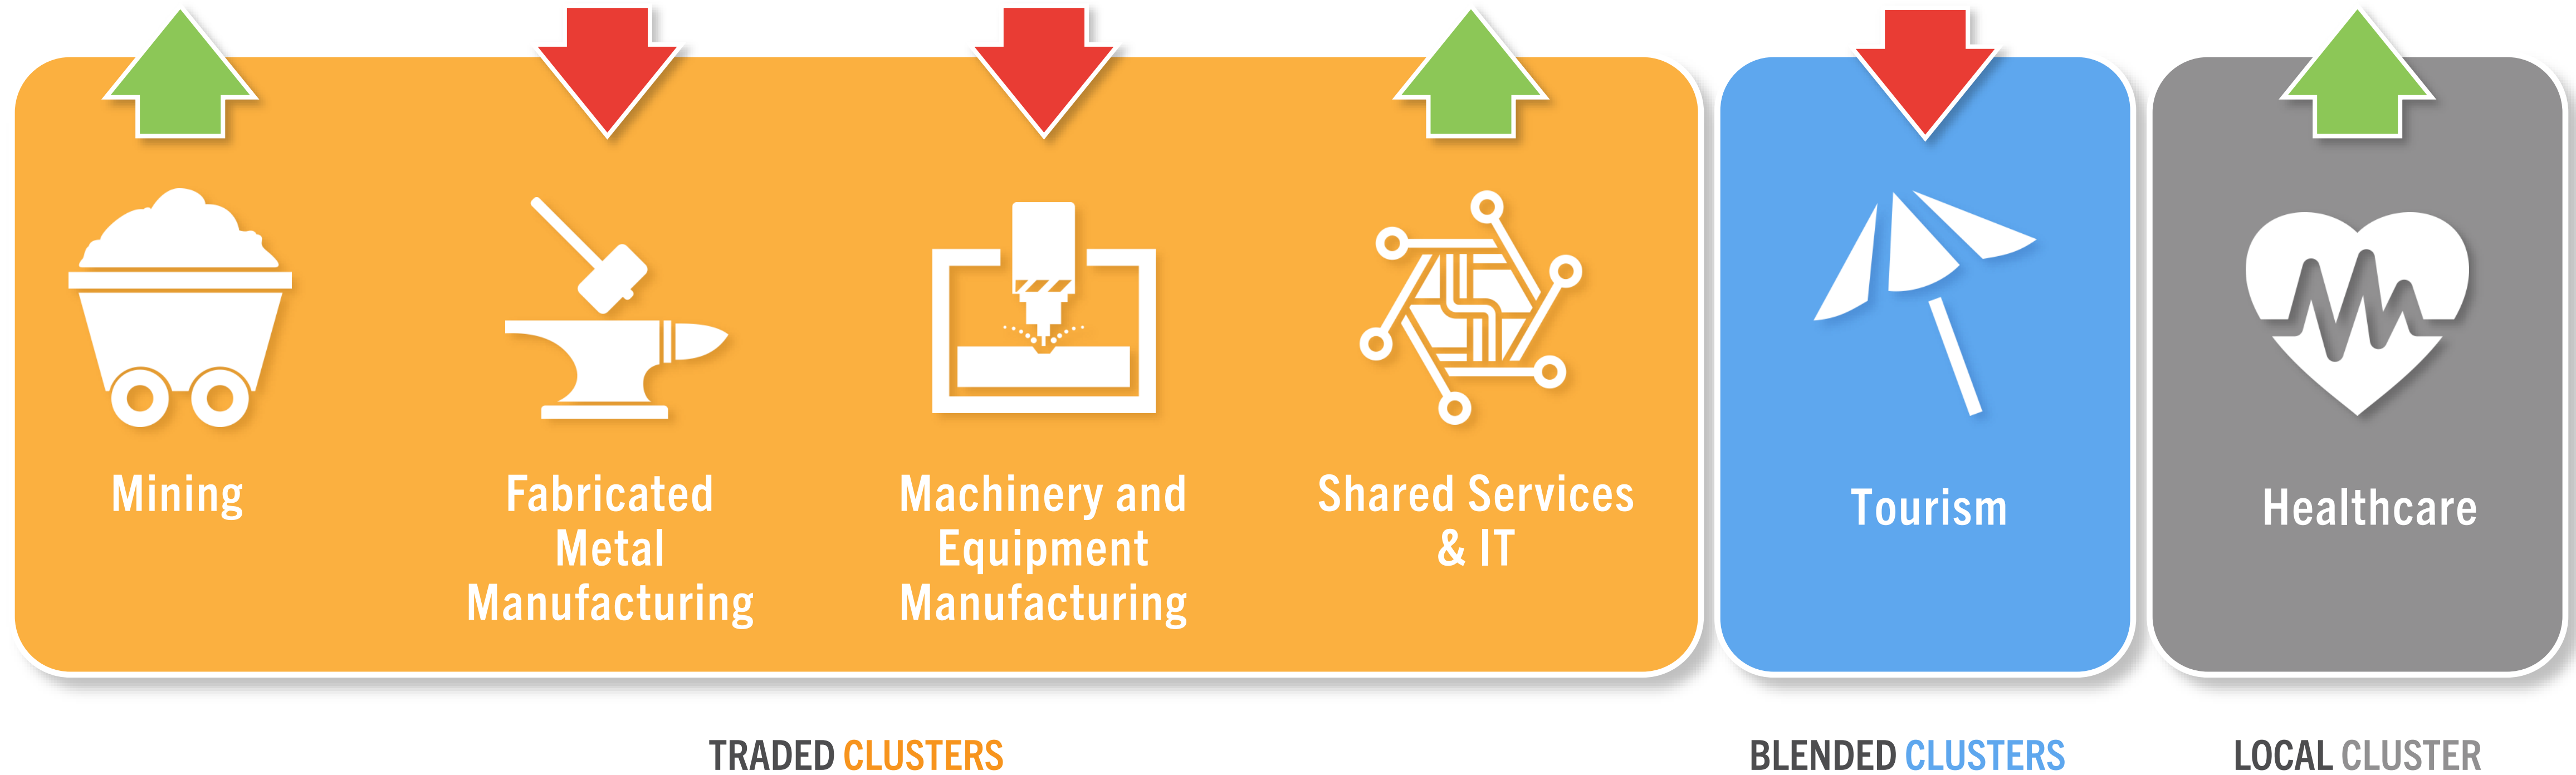 Mining
Fabricated
Metal
Manufacturing
Machinery and
Equipment
Manufacturing
Shared Services
& IT
Tourism
Healthcare
TRADED CLUSTERS
BLENDED CLUSTERS
LOCAL CLUSTER